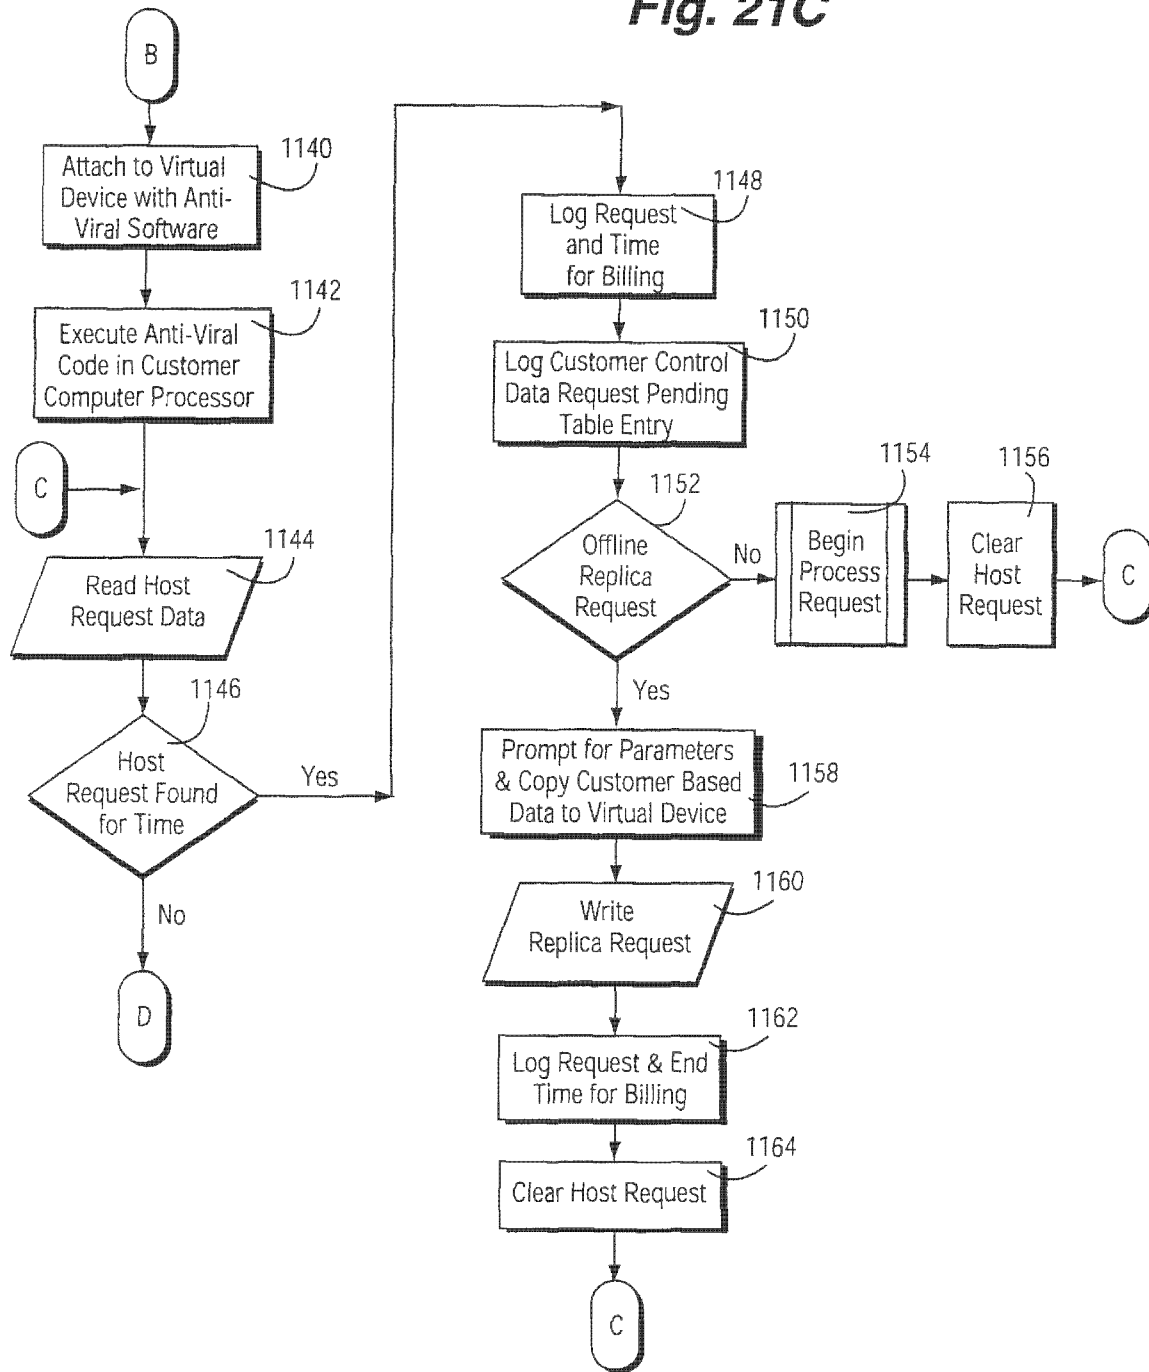 Fig. 21C
B
1140
Attach to Virtual
Device with Anti-
Viral Software
1142
Execute Anti-Viral
Code in Customer
Computer Processor
C
1144
Read Host
Request Data
1146
Host
Request Found
for Time
Yes
No
D
1148
Log Request
and Time
for Billing
1150
Log Customer Control
Data Request Pending
Table Entry
1152
Offline
Replica
Request
No
1154
Begin
Process
Request
1156
Clear
Host
Request
C
Yes
Prompt for Parameters
& Copy Customer Based
Data to Virtual Device
1158
1160
Write
Replica Request
1162
Log Request & End
Time for Billing
1164
Clear Host Request
C